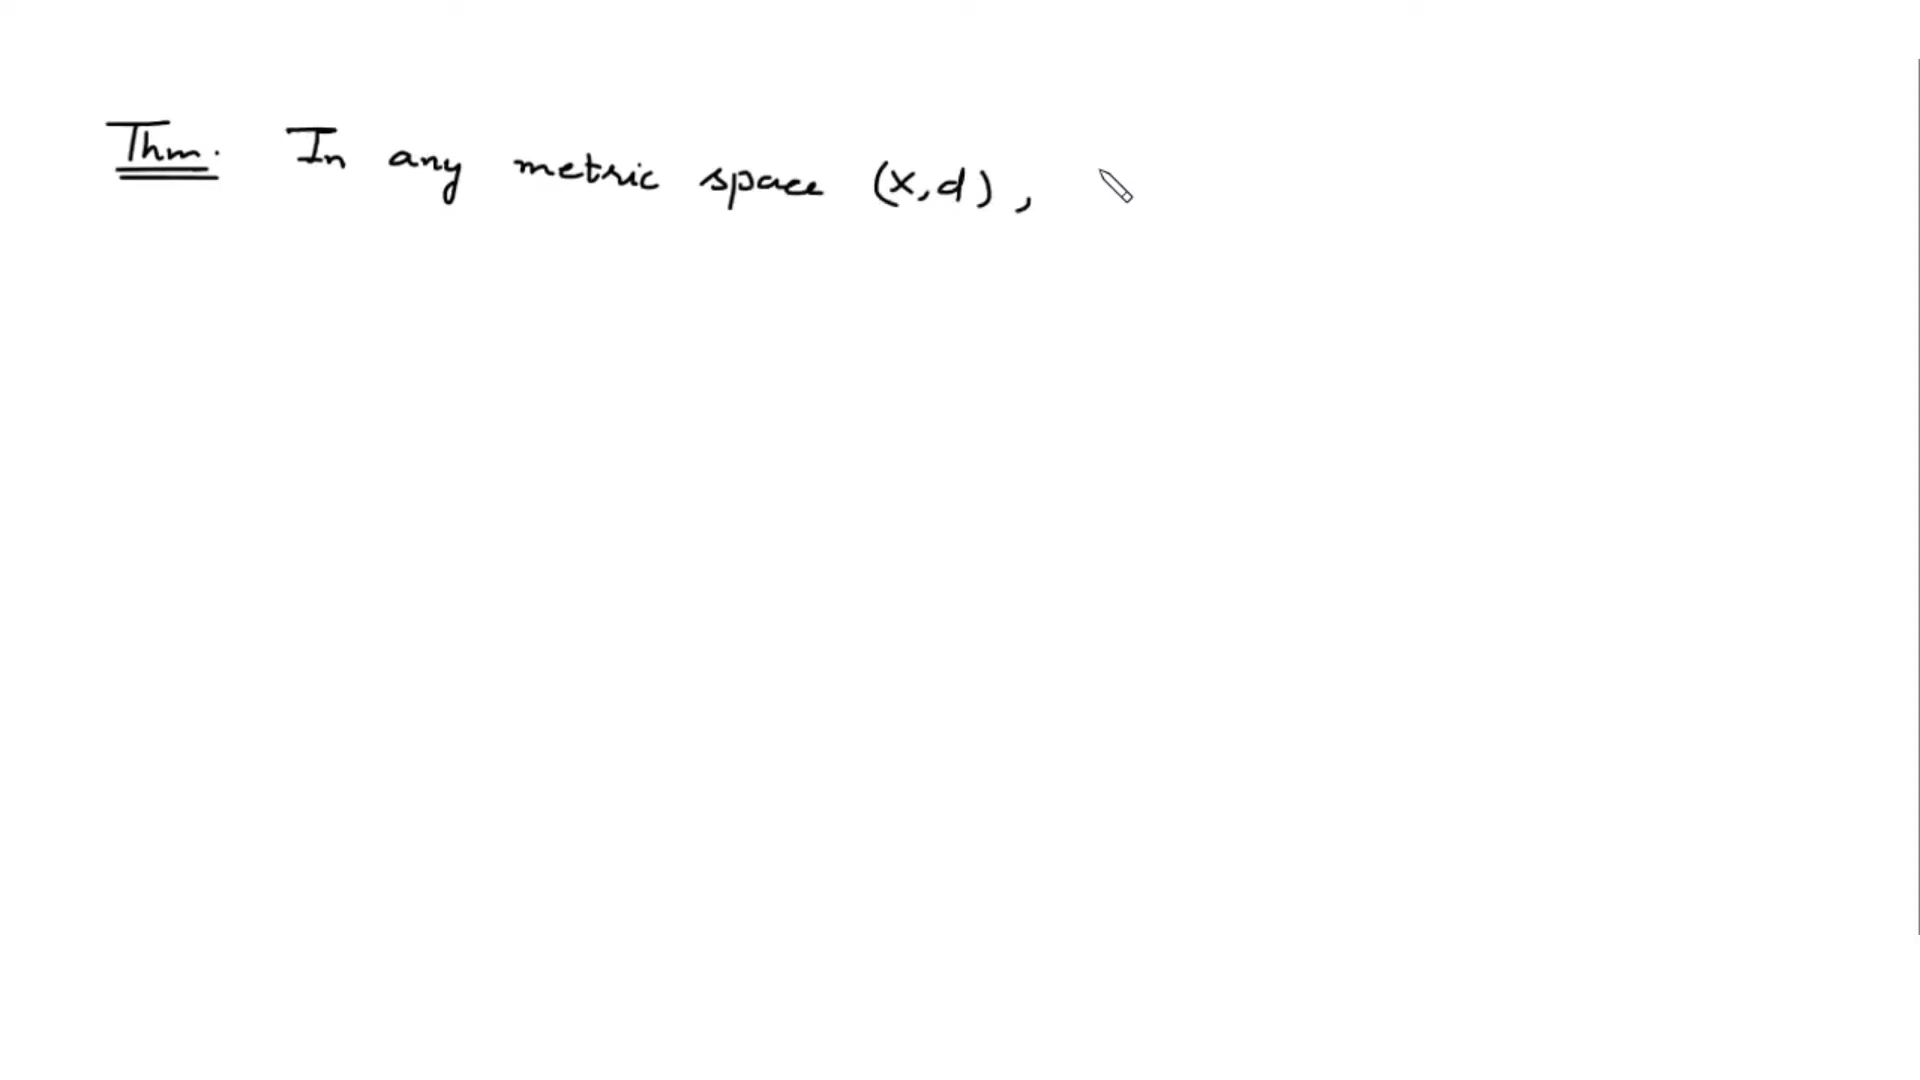 Thm. In any metric space (X,d),